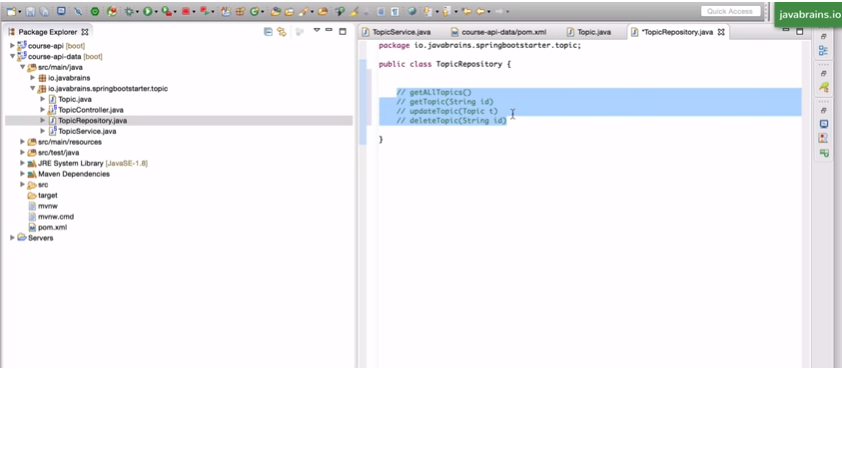 Quick Access
javabrains.io
Package Explorer
course-api [boot]
course-api-data [boot]
src/main/java
io.javabrains
io.javabrains.springbootstarter.topic
Topic.java
TopicController.java
TopicRepository.java
TopicService.java
src/main/resources
src/test/java
JRE System Library [JavaSE-1.8]
Maven Dependencies
src
target
mvnw
mvnw.cmd
pom.xml
Servers
TopicService.java
course-api-data/pom.xml
Topic.java
*TopicRepository.java
package io.javabrains.springbootstarter.topic;
public class TopicRepository {
// getALlTopics()
// getTopic(String id)
// updateTopic(Topic t)
// deleteTopic(String id)
}